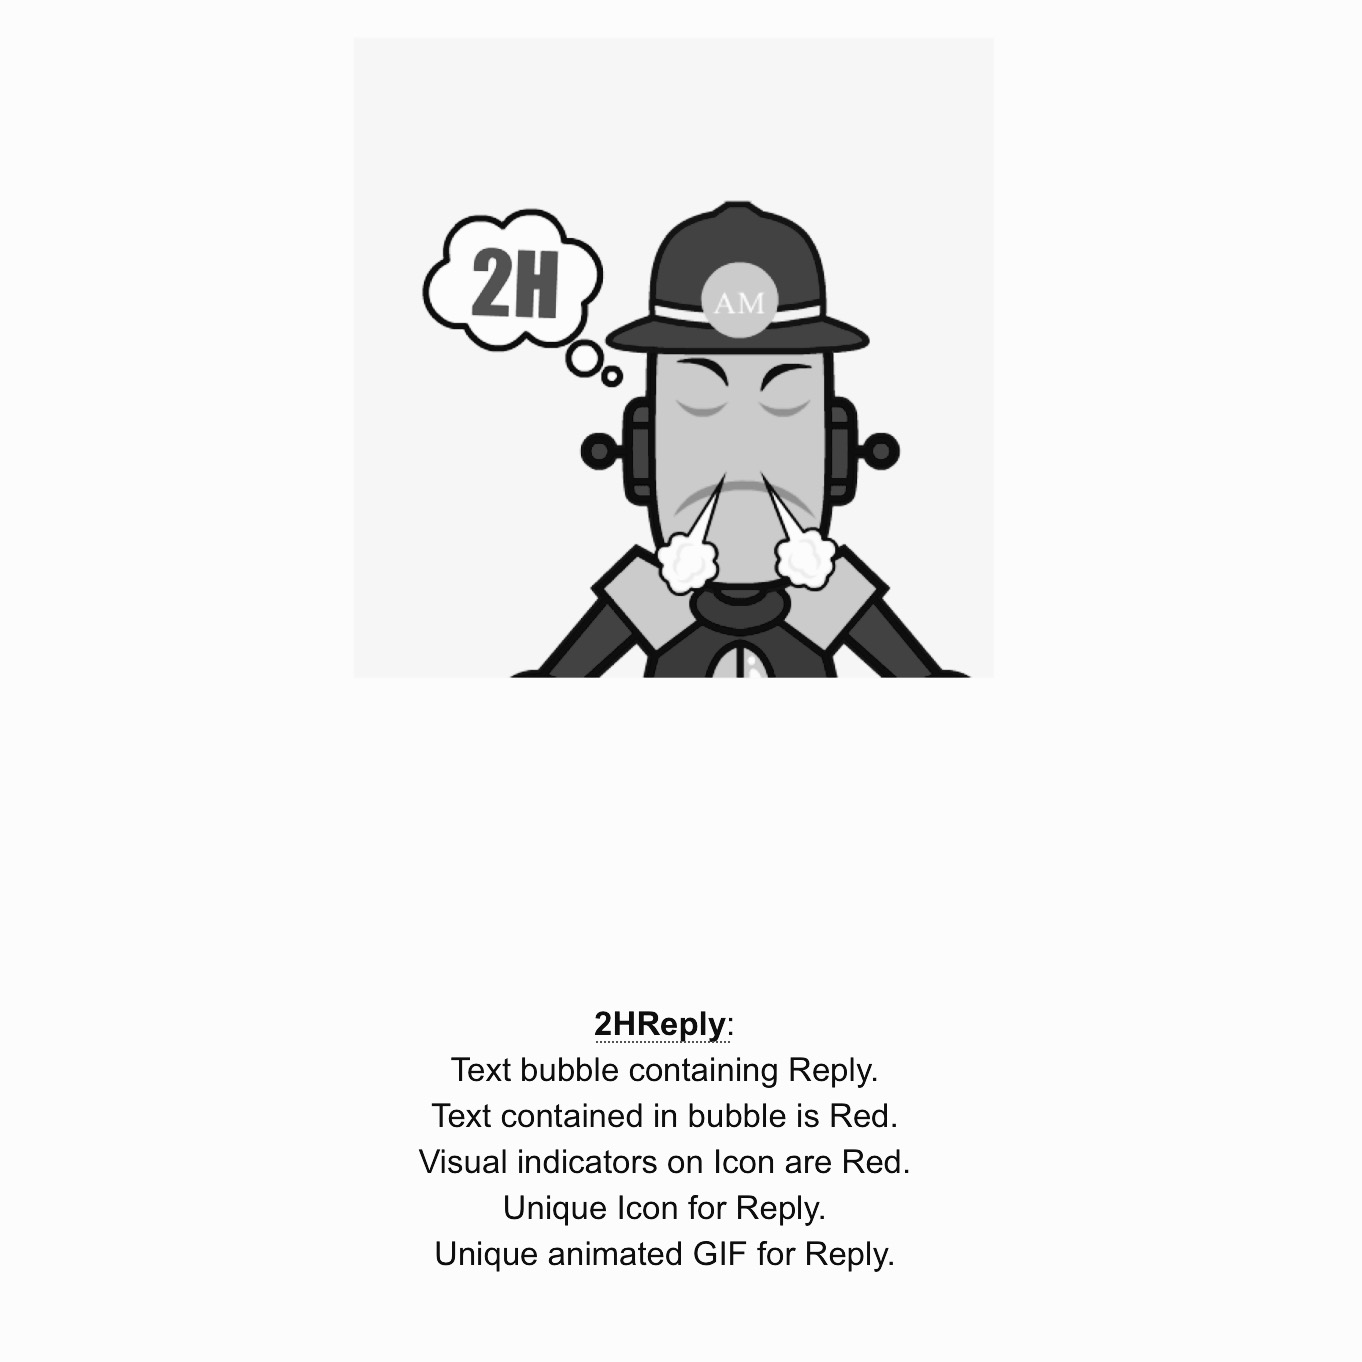 2H
AM
2HReply:
Text bubble containing Reply.
Text contained in bubble is Red.
Visual indicators on Icon are Red.
Unique Icon for Reply.
Unique animated GIF for Reply.